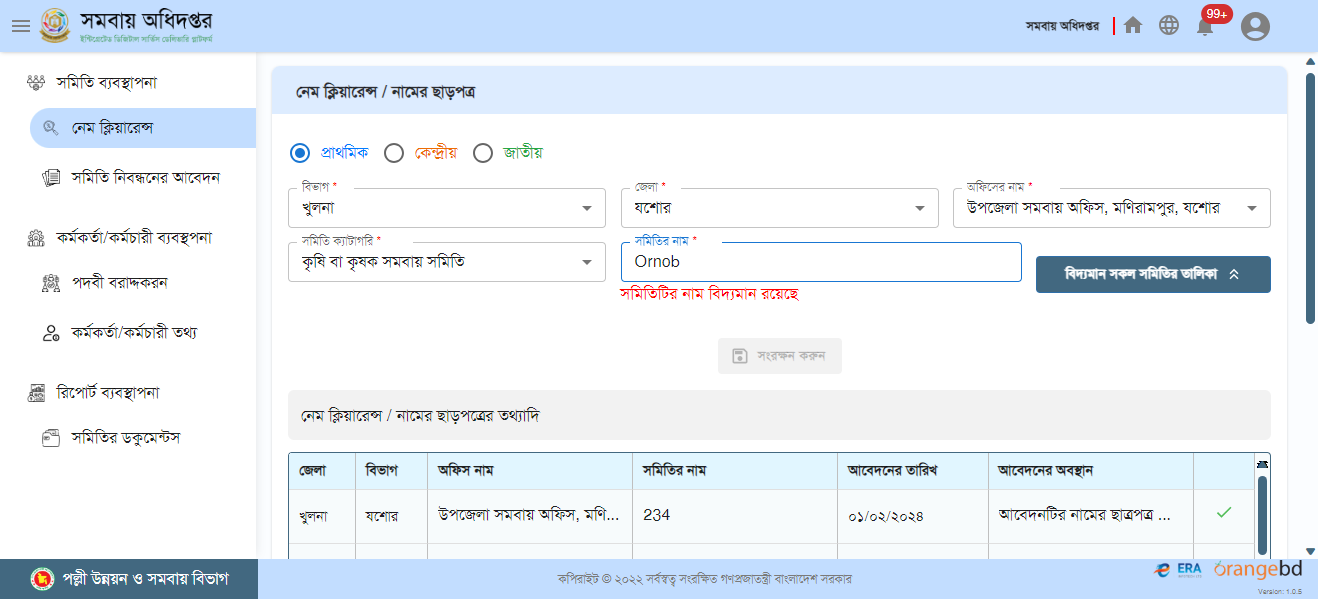 সমবায় অধিদপ্তর
ইন্টিগ্রেটেড ডিজিটাল সার্ভিস ডেলিভারি প্লাটফর্ম
সমবায় অধিদপ্তর
99+
সমিতি ব্যবস্থাপনা
নেম ক্লিয়ারেন্স
সমিতি নিবন্ধনের আবেদন
কর্মকর্তা/কর্মচারী ব্যবস্থপনা
পদবী বরাদ্দকরন
কর্মকর্তা/কর্মচারী তথ্য
রিপোর্ট ব্যবস্থাপনা
সমিতির ডকুমেন্টস
পল্লী উন্নয়ন ও সমবায় বিভাগ
নেম ক্লিয়ারেন্স / নামের ছাড়পত্র
প্রাথমিক কেন্দ্রীয় জাতীয়
বিভাগ * জেলা * অফিসের নাম *
খুলনা যশোর উপজেলা সমবায় অফিস, মণিরামপুর, যশোর
সমিতি ক্যাটাগরি * সমিতির নাম *
কৃষি বা কৃষক সমবায় সমিতি Ornob
বিদ্যমান সকল সমিতির তালিকা
সমিতিটির নাম বিদ্যমান রয়েছে
সংরক্ষন করুন
নেম ক্লিয়ারেন্স / নামের ছাড়পত্রের তথ্যাদি
জেলা বিভাগ অফিস নাম সমিতির নাম আবেদনের তারিখ আবেদনের অবস্থান
খুলনা যশোর উপজেলা সমবায় অফিস, মণি... 234 ০১/০২/২০২৪ আবেদনটির নামের ছাত্রপত্র ...
কপিরাইট © ২০২২ সর্বস্বত্ব সংরক্ষিত গণপ্রজাতন্ত্রী বাংলাদেশ সরকার
ERA orangebd
Version: 1.0.5